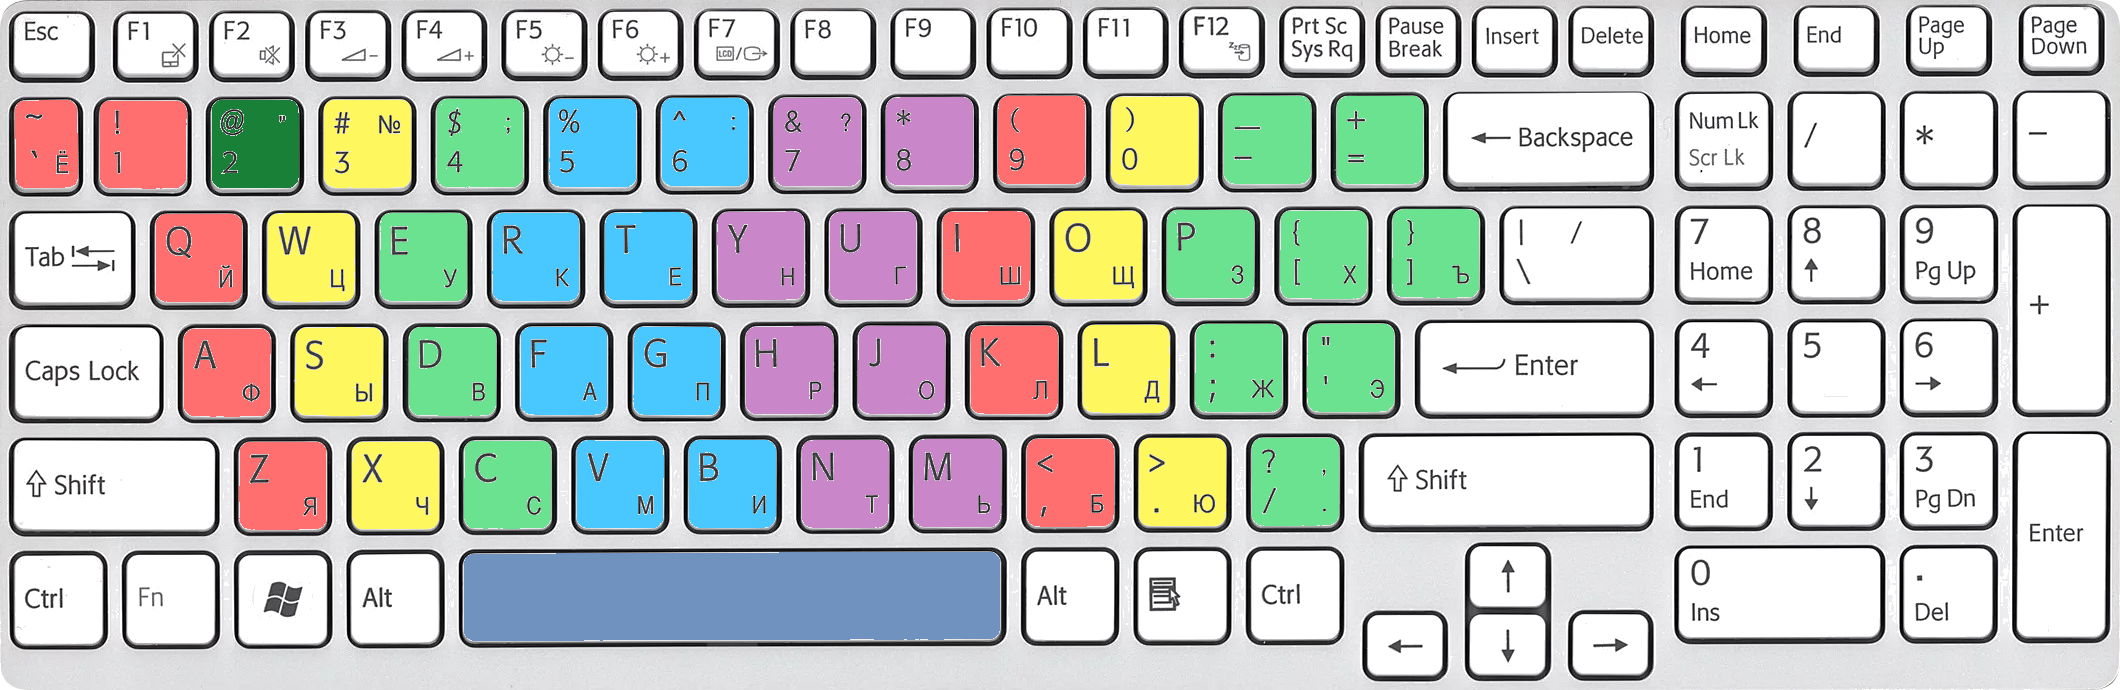 Esc F1 F2 F3 F4 F5 F6 F7 F8 F9 F10 F11 F12 Prt Sc Pause Insert Delete Home End Page Page
Sys Rq Break Up Down
LCD
zz
~ ! @ " # № $ ; % ^ : & ? * ( ) — + ← Backspace Num Lk / * −
` Ё 1 2 3 4 5 6 7 8 9 0 − = Scr Lk
Tab Q W E R T Y U I O P { } | / 7 8 9 +
Й Ц У К Е Н Г Ш Щ З [ Х ] Ъ \ Home ↑ Pg Up
Caps Lock A S D F G H J K L : " Enter 4 5 6
Ф Ы В А П Р О Л Д ; Ж ' Э ← →
Shift Z X C V B N M < > ? , Shift 1 2 3 Enter
Я Ч С М И Т Ь , Б . Ю / . End ↓ Pg Dn
Ctrl Fn Alt Alt Ctrl ↑ 0 .
← ↓ → Ins Del